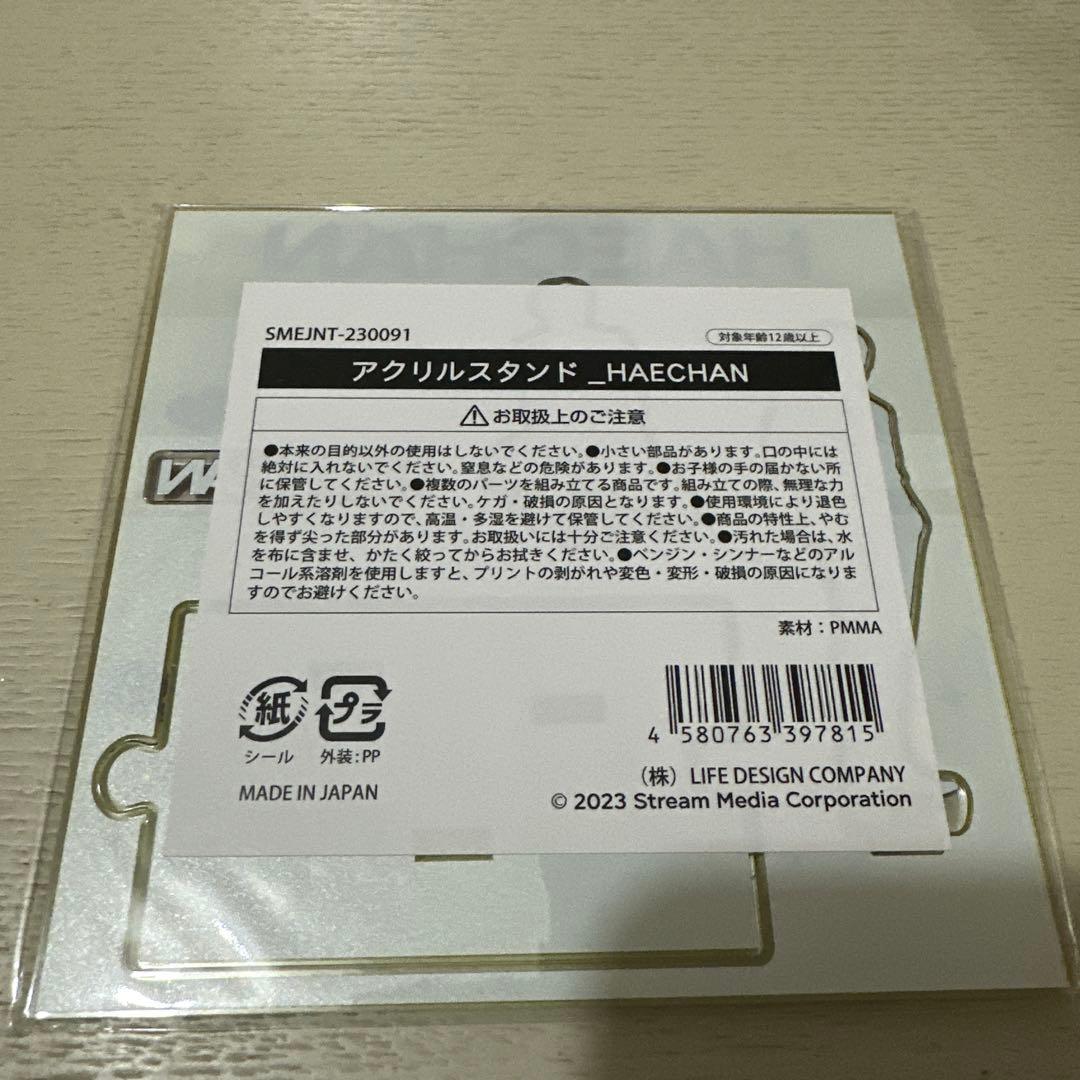 HAECHAN
SMEJNT-230091
対象年齢12歳以上
アクリルスタンド _HAECHAN
⚠お取扱上のご注意
●本来の目的以外の使用はしないでください。●小さい部品があります。口の中には
絶対に入れないでください。窒息などの危険があります。●お子様の手の届かない所
に保管してください。●複数のパーツを組み立てる商品です。組み立ての際、無理な力
を加えたりしないでください。ケガ・破損の原因となります。●使用環境により退色
しやすくなりますので、高温・多湿を避けて保管してください。●商品の特性上、やむ
を得ず尖った部分があります。お取扱いには十分ご注意ください。●汚れた場合は、水
を布に含ませ、かたく絞ってからお拭きください。●ベンジン・シンナーなどのアル
コール系溶剤を使用しますと、プリントの剥がれや変色・変形・破損の原因になりま
すのでお避けください。
素材：PMMA
紙
プラ
シール
外装：PP
4 580763 397815
MADE IN JAPAN
（株）LIFE DESIGN COMPANY
© 2023 Stream Media Corporation